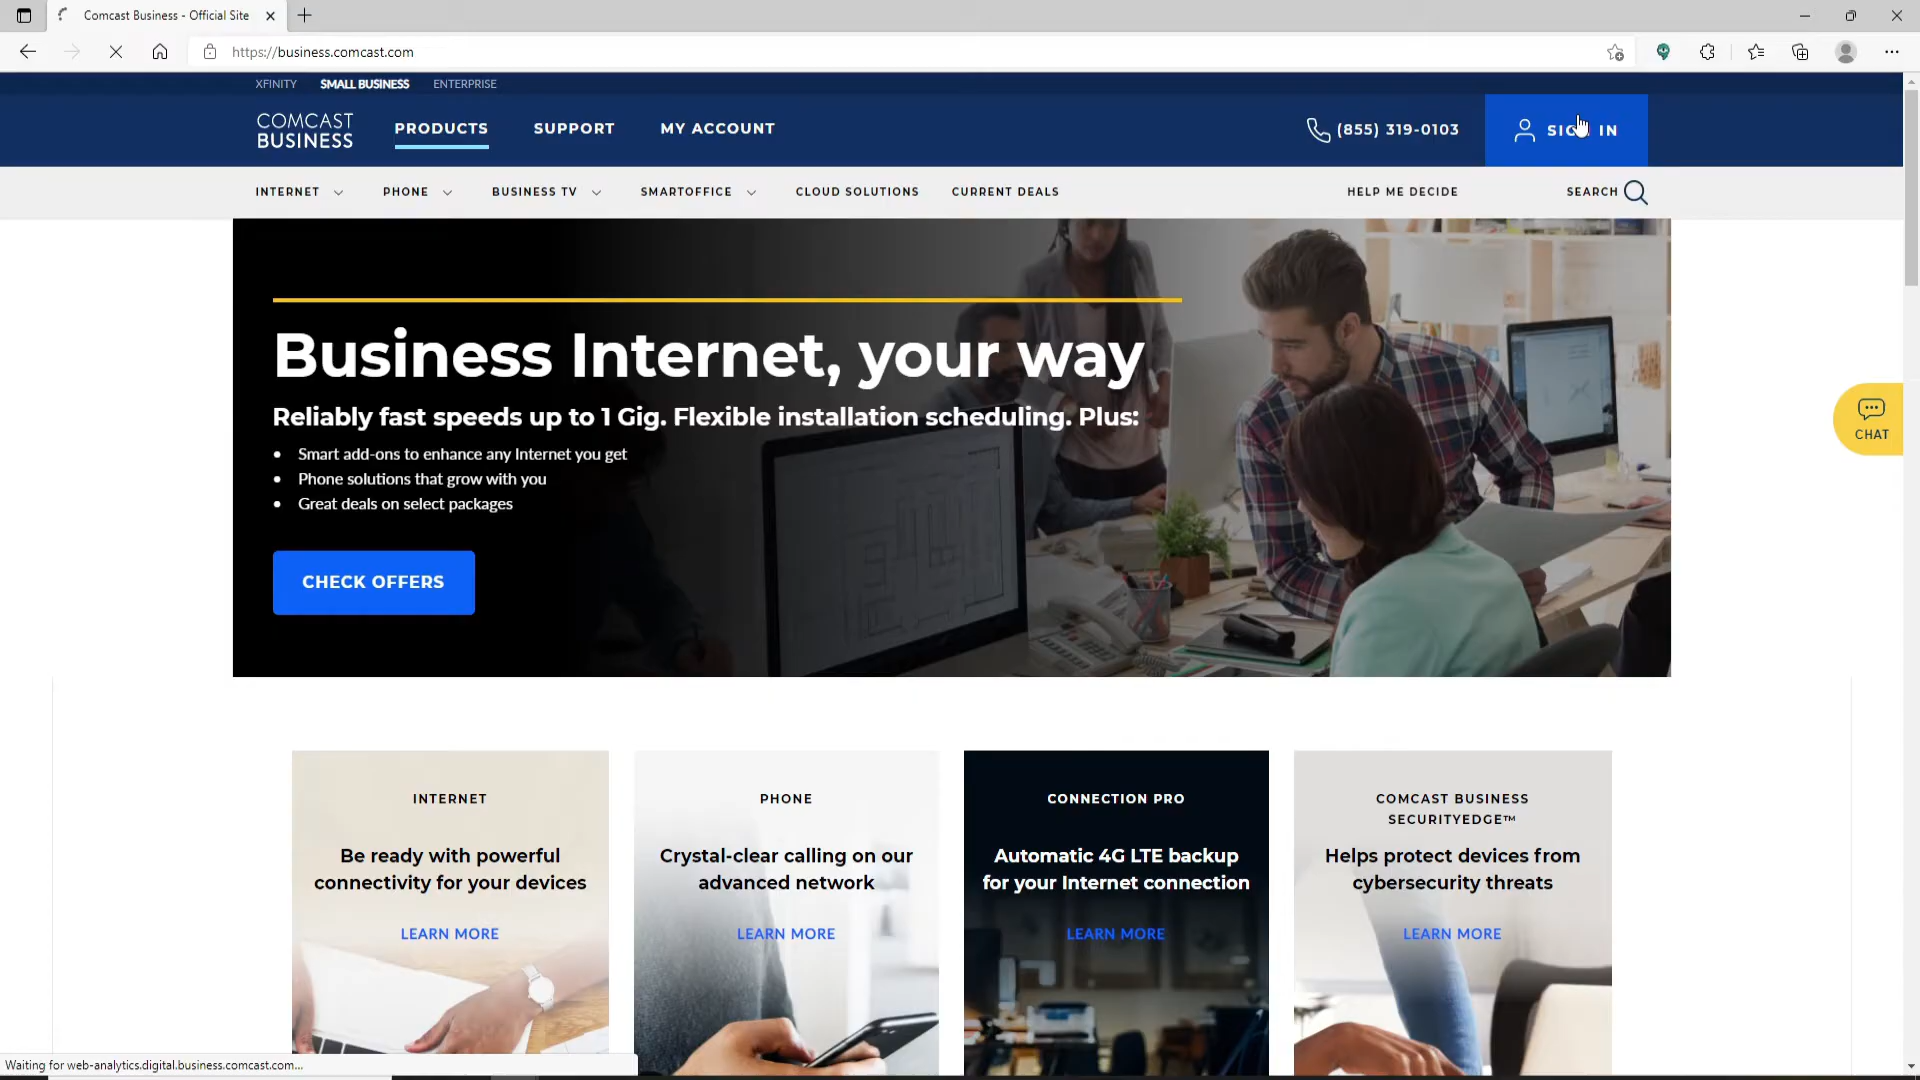 Comcast Business - Official Site
https://business.comcast.com
XFINITY SMALL BUSINESS ENTERPRISE
COMCAST
BUSINESS
PRODUCTS SUPPORT MY ACCOUNT
(855) 319-0103
SIGN IN
INTERNET PHONE BUSINESS TV SMARTOFFICE CLOUD SOLUTIONS CURRENT DEALS HELP ME DECIDE SEARCH
Business Internet, your way
Reliably fast speeds up to 1 Gig. Flexible installation scheduling. Plus:
• Smart add-ons to enhance any Internet you get
• Phone solutions that grow with you
• Great deals on select packages
CHECK OFFERS
CHAT
INTERNET
Be ready with powerful
connectivity for your devices
LEARN MORE
PHONE
Crystal-clear calling on our
advanced network
LEARN MORE
CONNECTION PRO
Automatic 4G LTE backup
for your Internet connection
LEARN MORE
COMCAST BUSINESS
SECURITYEDGE™
Helps protect devices from
cybersecurity threats
LEARN MORE
Waiting for web-analytics.digital.business.comcast.com...